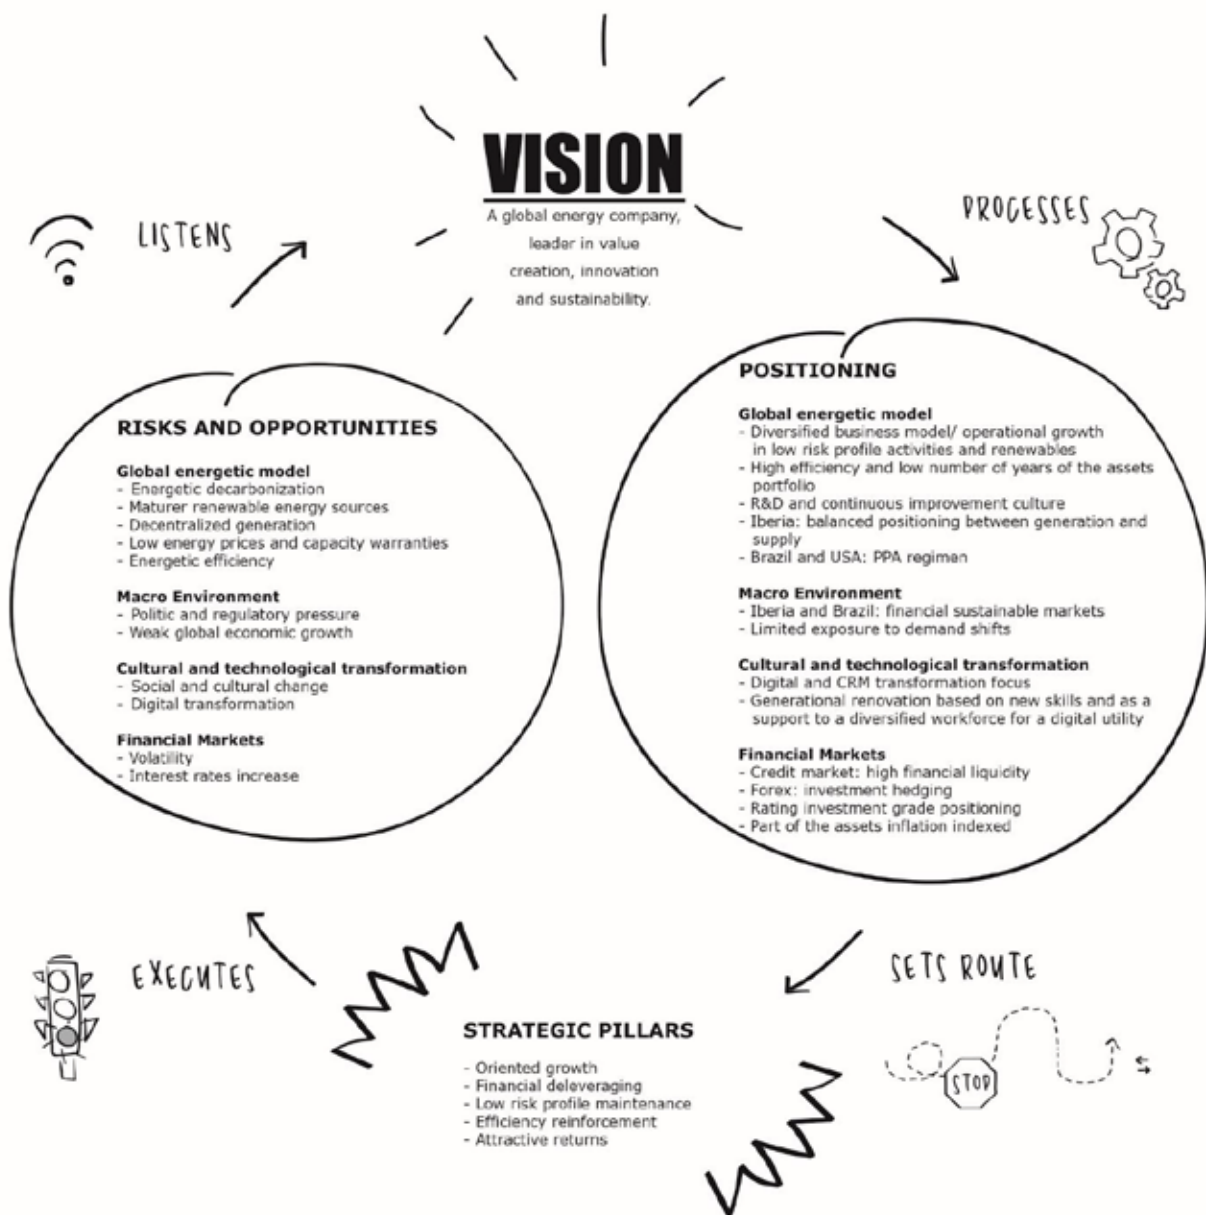 VISION
A global energy company,
leader in value
creation, innovation
and sustainability.
LISTENS
PROCESSES
RISKS AND OPPORTUNITIES
Global energetic model
- Energetic decarbonization
- Maturer renewable energy sources
- Decentralized generation
- Low energy prices and capacity warranties
- Energetic efficiency
Macro Environment
- Politic and regulatory pressure
- Weak global economic growth
Cultural and technological transformation
- Social and cultural change
- Digital transformation
Financial Markets
- Volatility
- Interest rates increase
POSITIONING
Global energetic model
- Diversified business model/ operational growth
in low risk profile activities and renewables
- High efficiency and low number of years of the assets
portfolio
- R&D and continuous improvement culture
- Iberia: balanced positioning between generation and
supply
- Brazil and USA: PPA regimen
Macro Environment
- Iberia and Brazil: financial sustainable markets
- Limited exposure to demand shifts
Cultural and technological transformation
- Digital and CRM transformation focus
- Generational renovation based on new skills and as a
support to a diversified workforce for a digital utility
Financial Markets
- Credit market: high financial liquidity
- Forex: investment hedging
- Rating investment grade positioning
- Part of the assets inflation indexed
EXECUTES
SETS ROUTE
STOP
STRATEGIC PILLARS
- Oriented growth
- Financial deleveraging
- Low risk profile maintenance
- Efficiency reinforcement
- Attractive returns